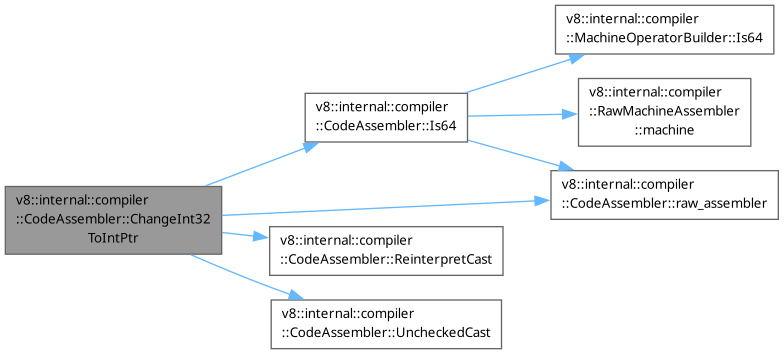 v8::internal::compiler
::MachineOperatorBuilder::Is64
v8::internal::compiler
::RawMachineAssembler
::machine
v8::internal::compiler
::CodeAssembler::Is64
v8::internal::compiler
::CodeAssembler::raw_assembler
v8::internal::compiler
::CodeAssembler::ChangeInt32
ToIntPtr
v8::internal::compiler
::CodeAssembler::ReinterpretCast
v8::internal::compiler
::CodeAssembler::UncheckedCast